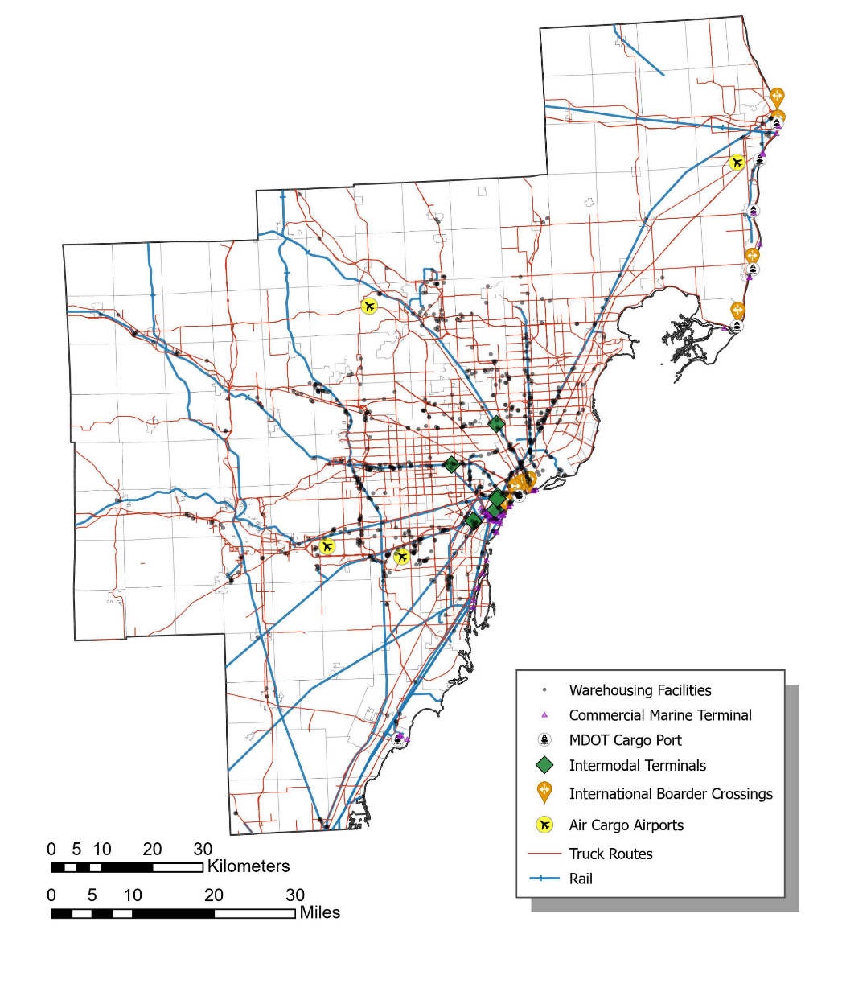 Warehousing Facilities
Commercial Marine Terminal
MDOT Cargo Port
Intermodal Terminals
International Boarder Crossings
Air Cargo Airports
Truck Routes
Rail
0 5 10 20 30
Kilometers
0 5 10 20 30
Miles